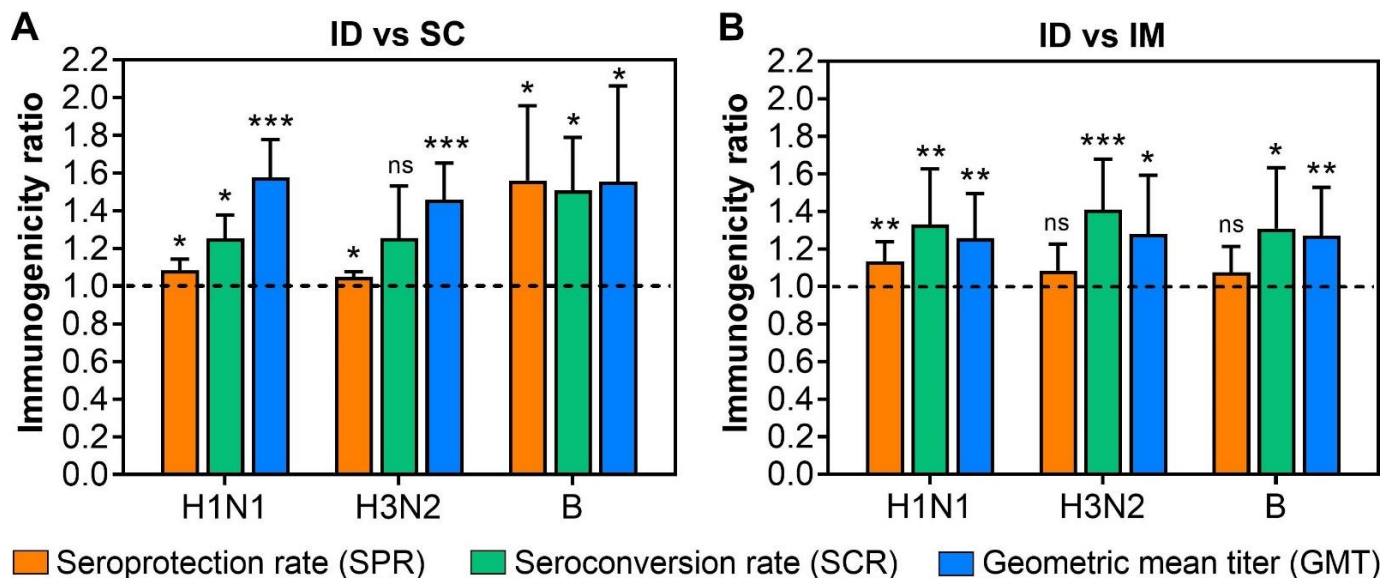 A
ID vs SC
Immunogenicity ratio
2.2
2.0
1.8
1.6
1.4
1.2
1.0
0.8
0.6
0.4
0.2
0.0
* * ***
* ns ***
* * *
H1N1 H3N2 B
B
ID vs IM
Immunogenicity ratio
2.2
2.0
1.8
1.6
1.4
1.2
1.0
0.8
0.6
0.4
0.2
0.0
** ** **
ns *** *
ns * **
H1N1 H3N2 B
Seroprotection rate (SPR) Seroconversion rate (SCR) Geometric mean titer (GMT)